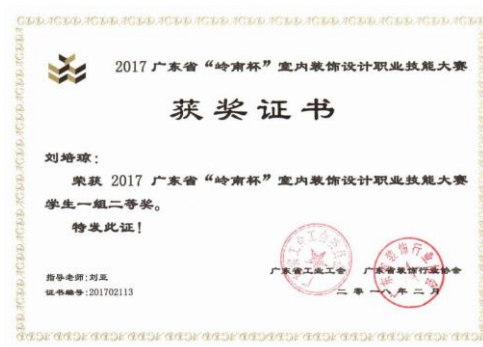 2017 广东省“岭南杯”室内装饰设计职业技能大赛
获奖证书
刘培琼:
荣获 2017 广东省“岭南杯”室内装饰设计职业技能大赛
学生一组二等奖。
特发此证!
指导老师:刘亚
广东省工业工会 广东省装饰行业协会
证书编号:201702113
二零一八年二月